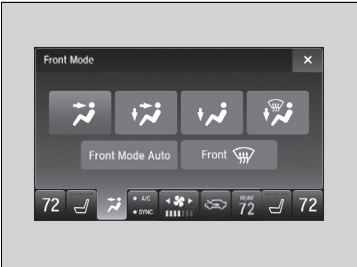 Front Mode
Front Mode Auto
Front
72
A/C
SYNC
REAR
72
72